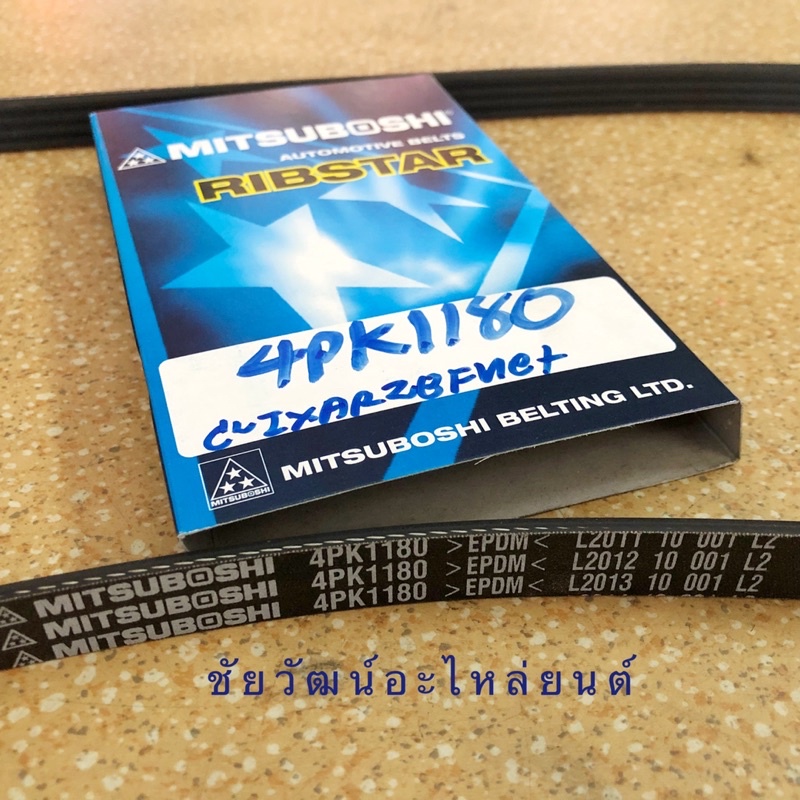 MITSUBOSHI
AUTOMOTIVE BELTS
RIBSTAR
4PK1180
MITSUBOSHI BELTING LTD.
MITSUBOSHI
MITSUBOSHI 4PK1180 >EPDM< L2011 10 001 L2
MITSUBOSHI 4PK1180 >EPDM< L2012 10 001 L2
MITSUBOSHI 4PK1180 >EPDM< L2013 10 001 L2
ชัยวัฒน์อะไหล่ยนต์